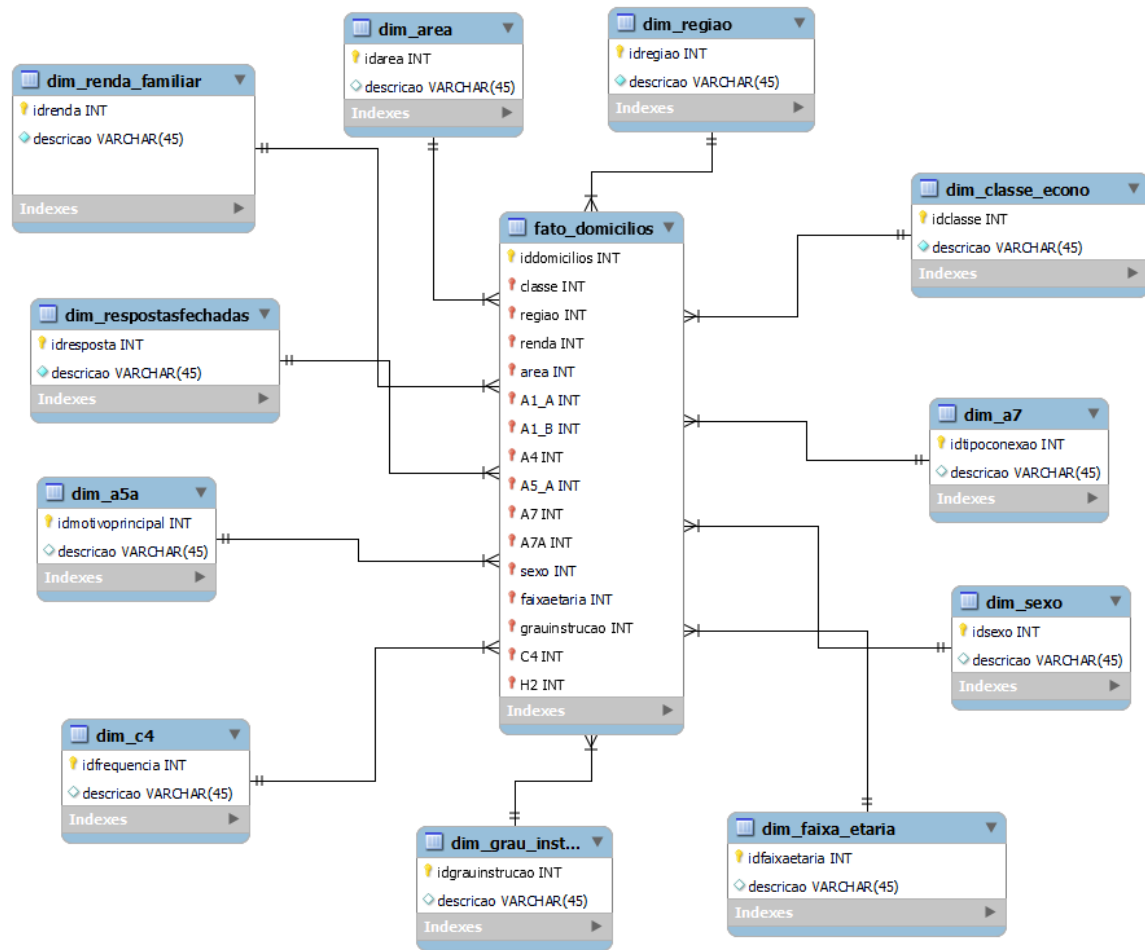 dim_area
idarea INT
descricao VARCHAR(45)
Indexes
dim_regiao
idregiao INT
descricao VARCHAR(45)
Indexes
dim_renda_familiar
idrenda INT
descricao VARCHAR(45)
Indexes
dim_classe_econo
idclasse INT
descricao VARCHAR(45)
Indexes
fato_domicilios
iddomicilios INT
classe INT
regiao INT
renda INT
area INT
A1_A INT
A1_B INT
A4 INT
A5_A INT
A7 INT
A7A INT
sexo INT
faixaetaria INT
grauinstrucao INT
C4 INT
H2 INT
Indexes
dim_respostasfechadas
idresposta INT
descricao VARCHAR(45)
Indexes
dim_a7
idtipoconexao INT
descricao VARCHAR(45)
Indexes
dim_a5a
idmotivoprincipal INT
descricao VARCHAR(45)
Indexes
dim_sexo
idsexo INT
descricao VARCHAR(45)
Indexes
dim_c4
idfrequencia INT
descricao VARCHAR(45)
Indexes
dim_grau_inst...
idgrauinstrucao INT
descricao VARCHAR(45)
Indexes
dim_faixa_etaria
idfaixaetaria INT
descricao VARCHAR(45)
Indexes